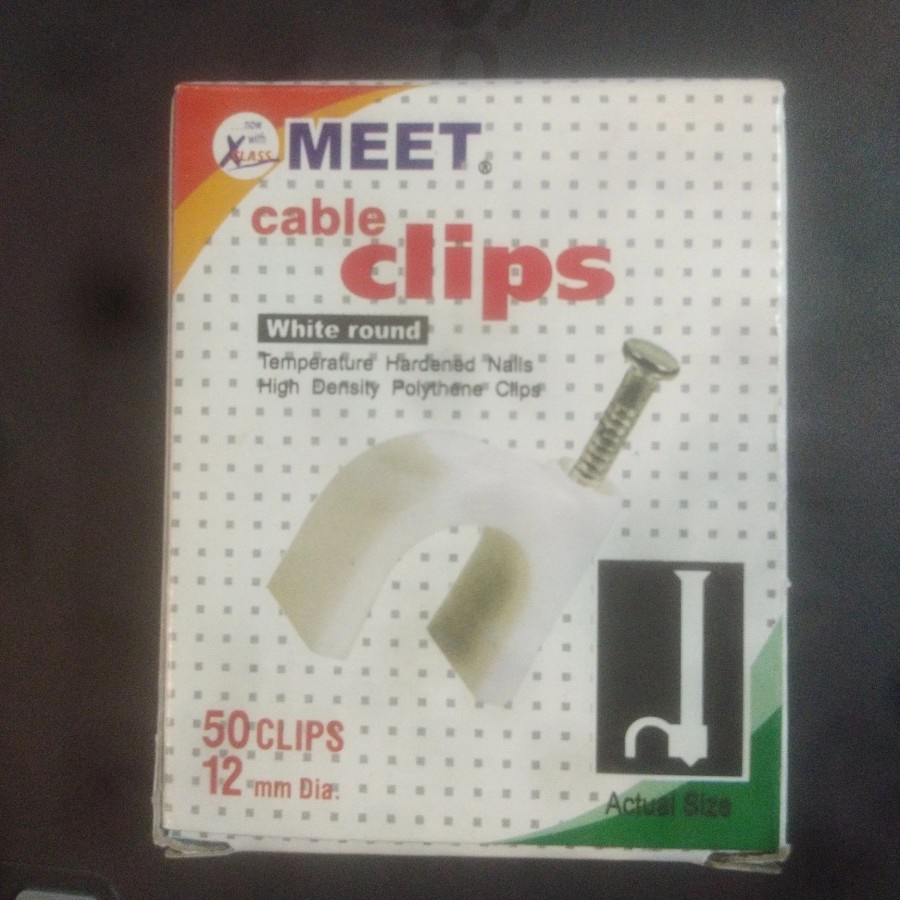 ...now
with
XCLASS
MEET®
cable
clips
White round
Temperature Hardened Nails
High Density Polythene Clips
50 CLIPS
12 mm Dia.
Actual Size